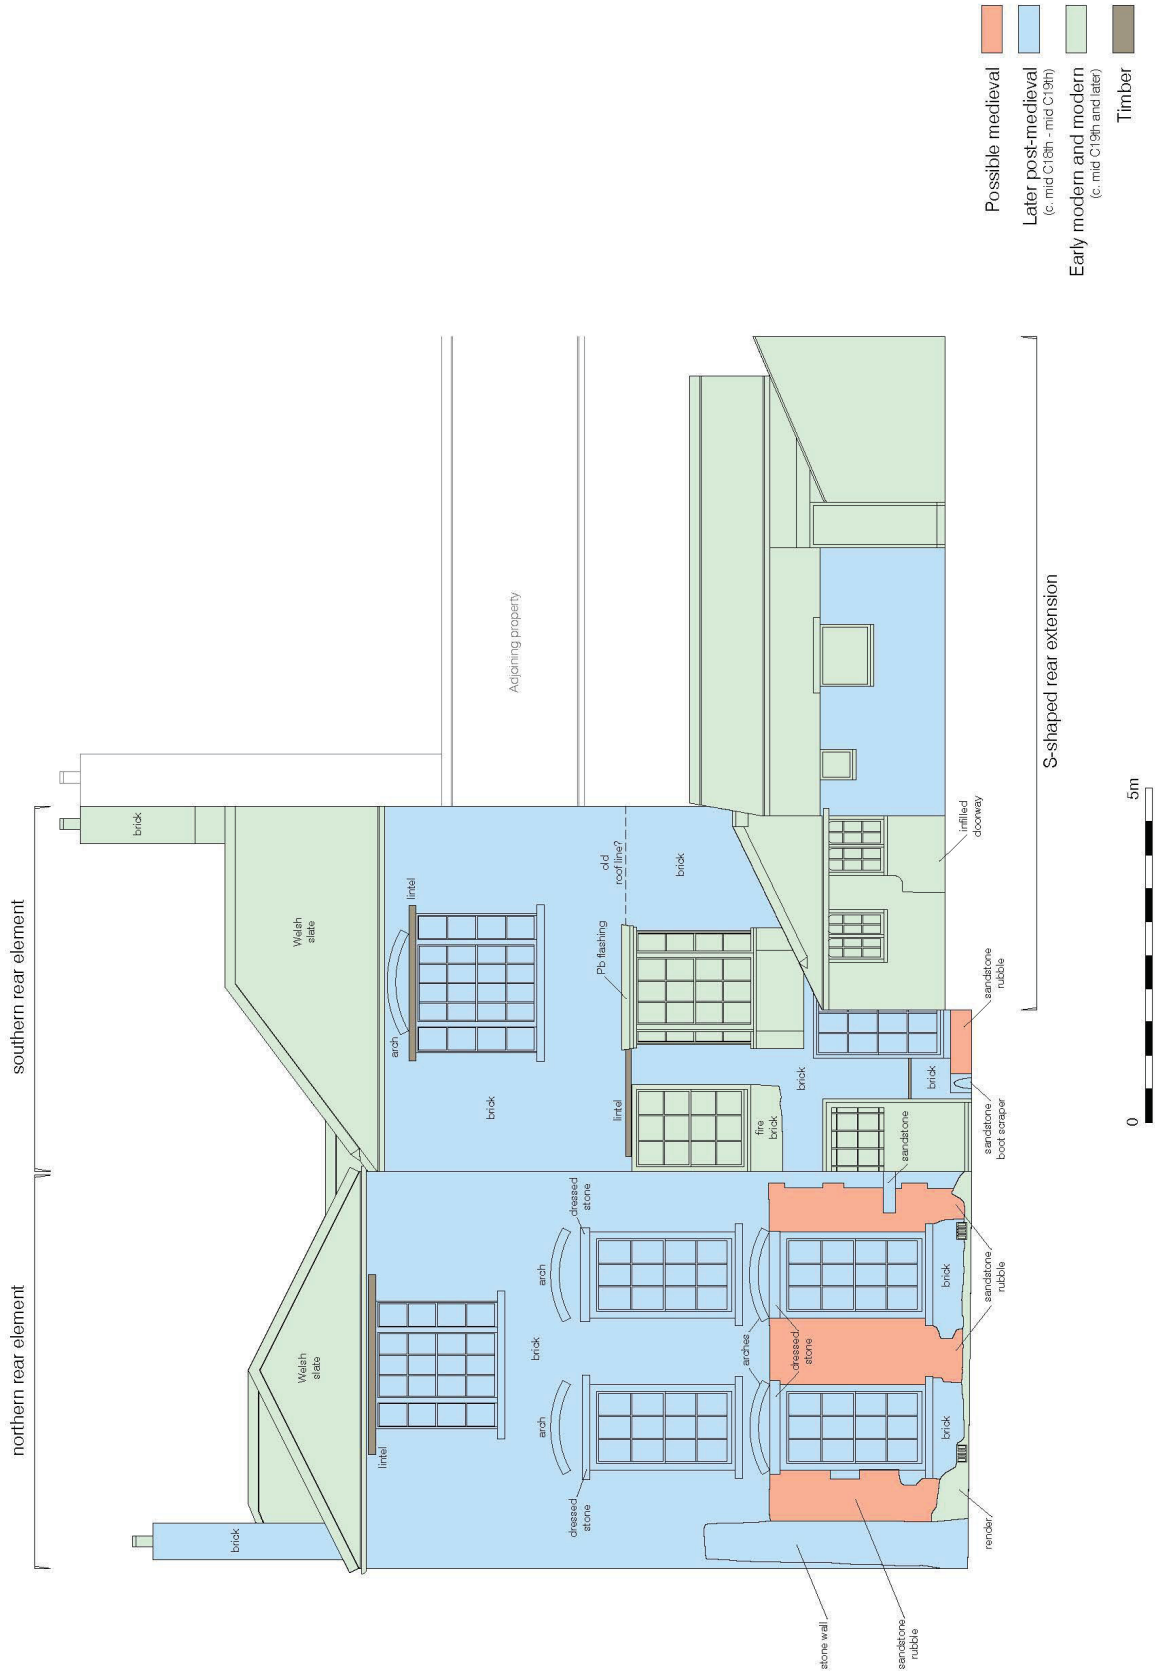 northern rear element
southern rear element
brick
Welsh
slate
lintel
brick
arch
arch
dressed
stone
dressed
stone
arches
dressed
stone
brick
brick
stone wall
sandstone
rubble
render
sandstone
rubble
Welsh
slate
brick
arch
lintel
brick
Adjoining property
Pb flashing
old
roof line?
brick
lintel
fire
brick
brick
brick
sandstone
sandstone
boot scraper
sandstone
rubble
infilled
doorway
S-shaped rear extension
0
5m
Possible medieval
Later post-medieval
(c. mid C18th - mid C19th)
Early modern and modern
(c. mid C19th and later)
Timber